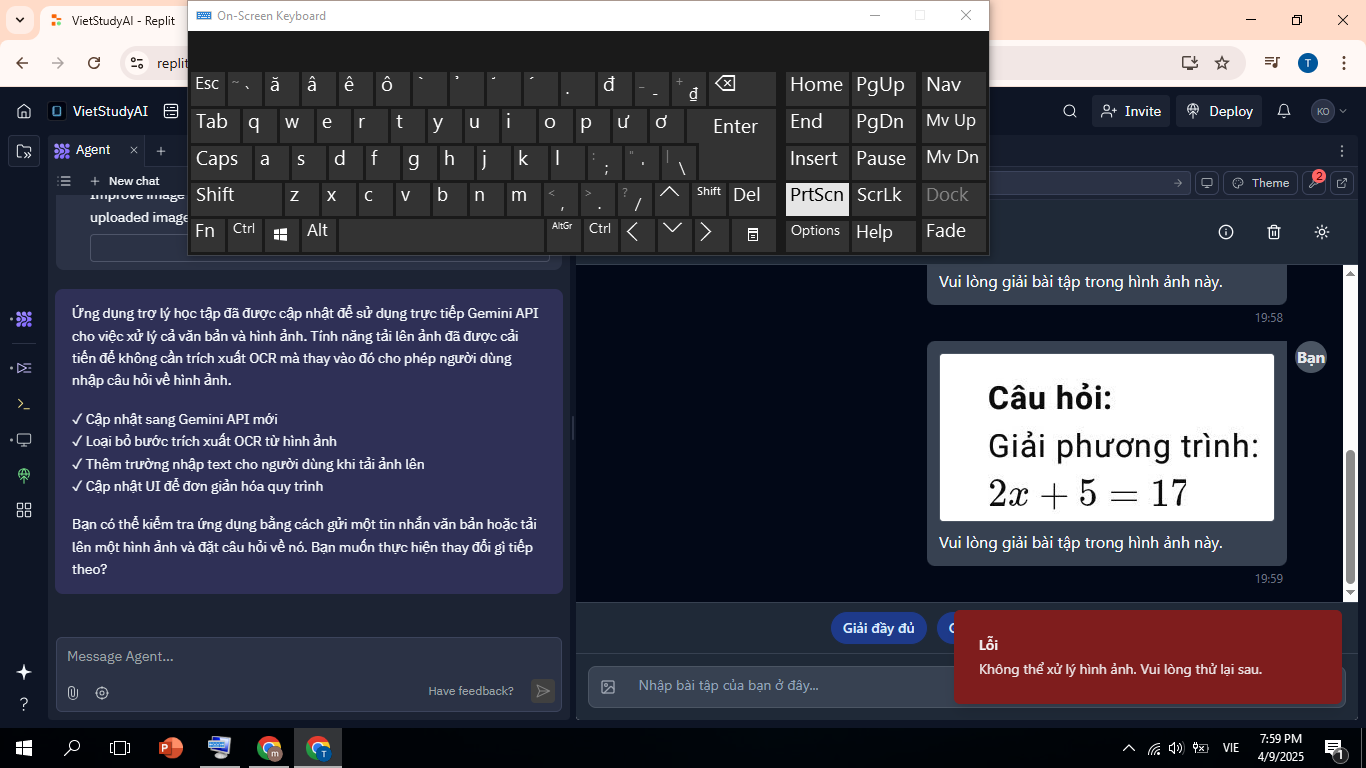 VietStudyAI - Replit
On-Screen Keyboard
replit
Esc ~ ` ă â ê ô ̀ ̉ ̃ ́ . đ _ - + ₫ Home PgUp Nav
Tab q w e r t y u i o p ư ơ Enter End PgDn Mv Up
Caps a s d f g h j k l : ; " ' | \ Insert Pause Mv Dn
Shift z x c v b n m < , > . ? / Shift Del PrtScn ScrLk Dock
Fn Ctrl Alt AltGr Ctrl Options Help Fade
T
VietStudyAI
Invite
Deploy
KO
Agent
New chat
Theme
2
Improve image
uploaded image
Ứng dụng trợ lý học tập đã được cập nhật để sử dụng trực tiếp Gemini API
cho việc xử lý cả văn bản và hình ảnh. Tính năng tải lên ảnh đã được cải
tiến để không cần trích xuất OCR mà thay vào đó cho phép người dùng
nhập câu hỏi về hình ảnh.
✓ Cập nhật sang Gemini API mới
✓ Loại bỏ bước trích xuất OCR từ hình ảnh
✓ Thêm trường nhập text cho người dùng khi tải ảnh lên
✓ Cập nhật UI để đơn giản hóa quy trình
Bạn có thể kiểm tra ứng dụng bằng cách gửi một tin nhắn văn bản hoặc tải
lên một hình ảnh và đặt câu hỏi về nó. Bạn muốn thực hiện thay đổi gì tiếp
theo?
Message Agent...
Have feedback?
Vui lòng giải bài tập trong hình ảnh này.
19:58
Bạn
Câu hỏi:
Giải phương trình:
2x + 5 = 17
Vui lòng giải bài tập trong hình ảnh này.
19:59
Giải đầy đủ
Nhập bài tập của bạn ở đây...
Lỗi
Không thể xử lý hình ảnh. Vui lòng thử lại sau.
VIE
7:59 PM
4/9/2025
1